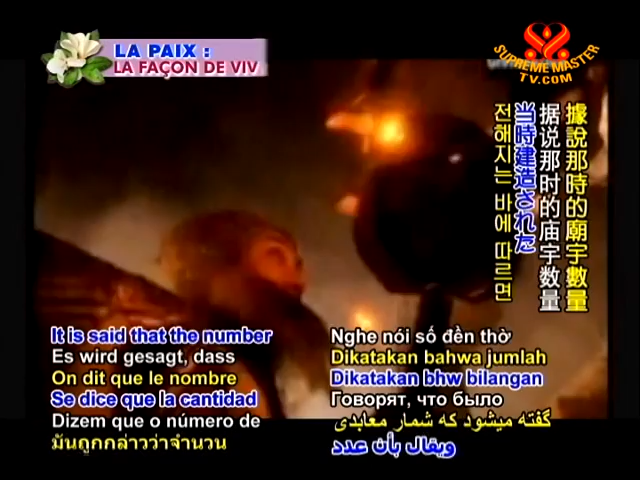 LA PAIX :
LA FAÇON DE VIV
SUPREME MASTER
TV.COM
據說那時的廟宇數量
据说那时的庙宇数量
当時建造された
전해지는 바에 따르면
It is said that the number
Es wird gesagt, dass
On dit que le nombre
Se dice que la cantidad
Dizem que o número de
มันถูกกล่าวว่าจำนวน
Nghe nói số đền thờ
Dikatakan bahwa jumlah
Dikatakan bhw bilangan
Говорят, что было
گفته میشود که شمار معابدی
ويقال بأن عدد